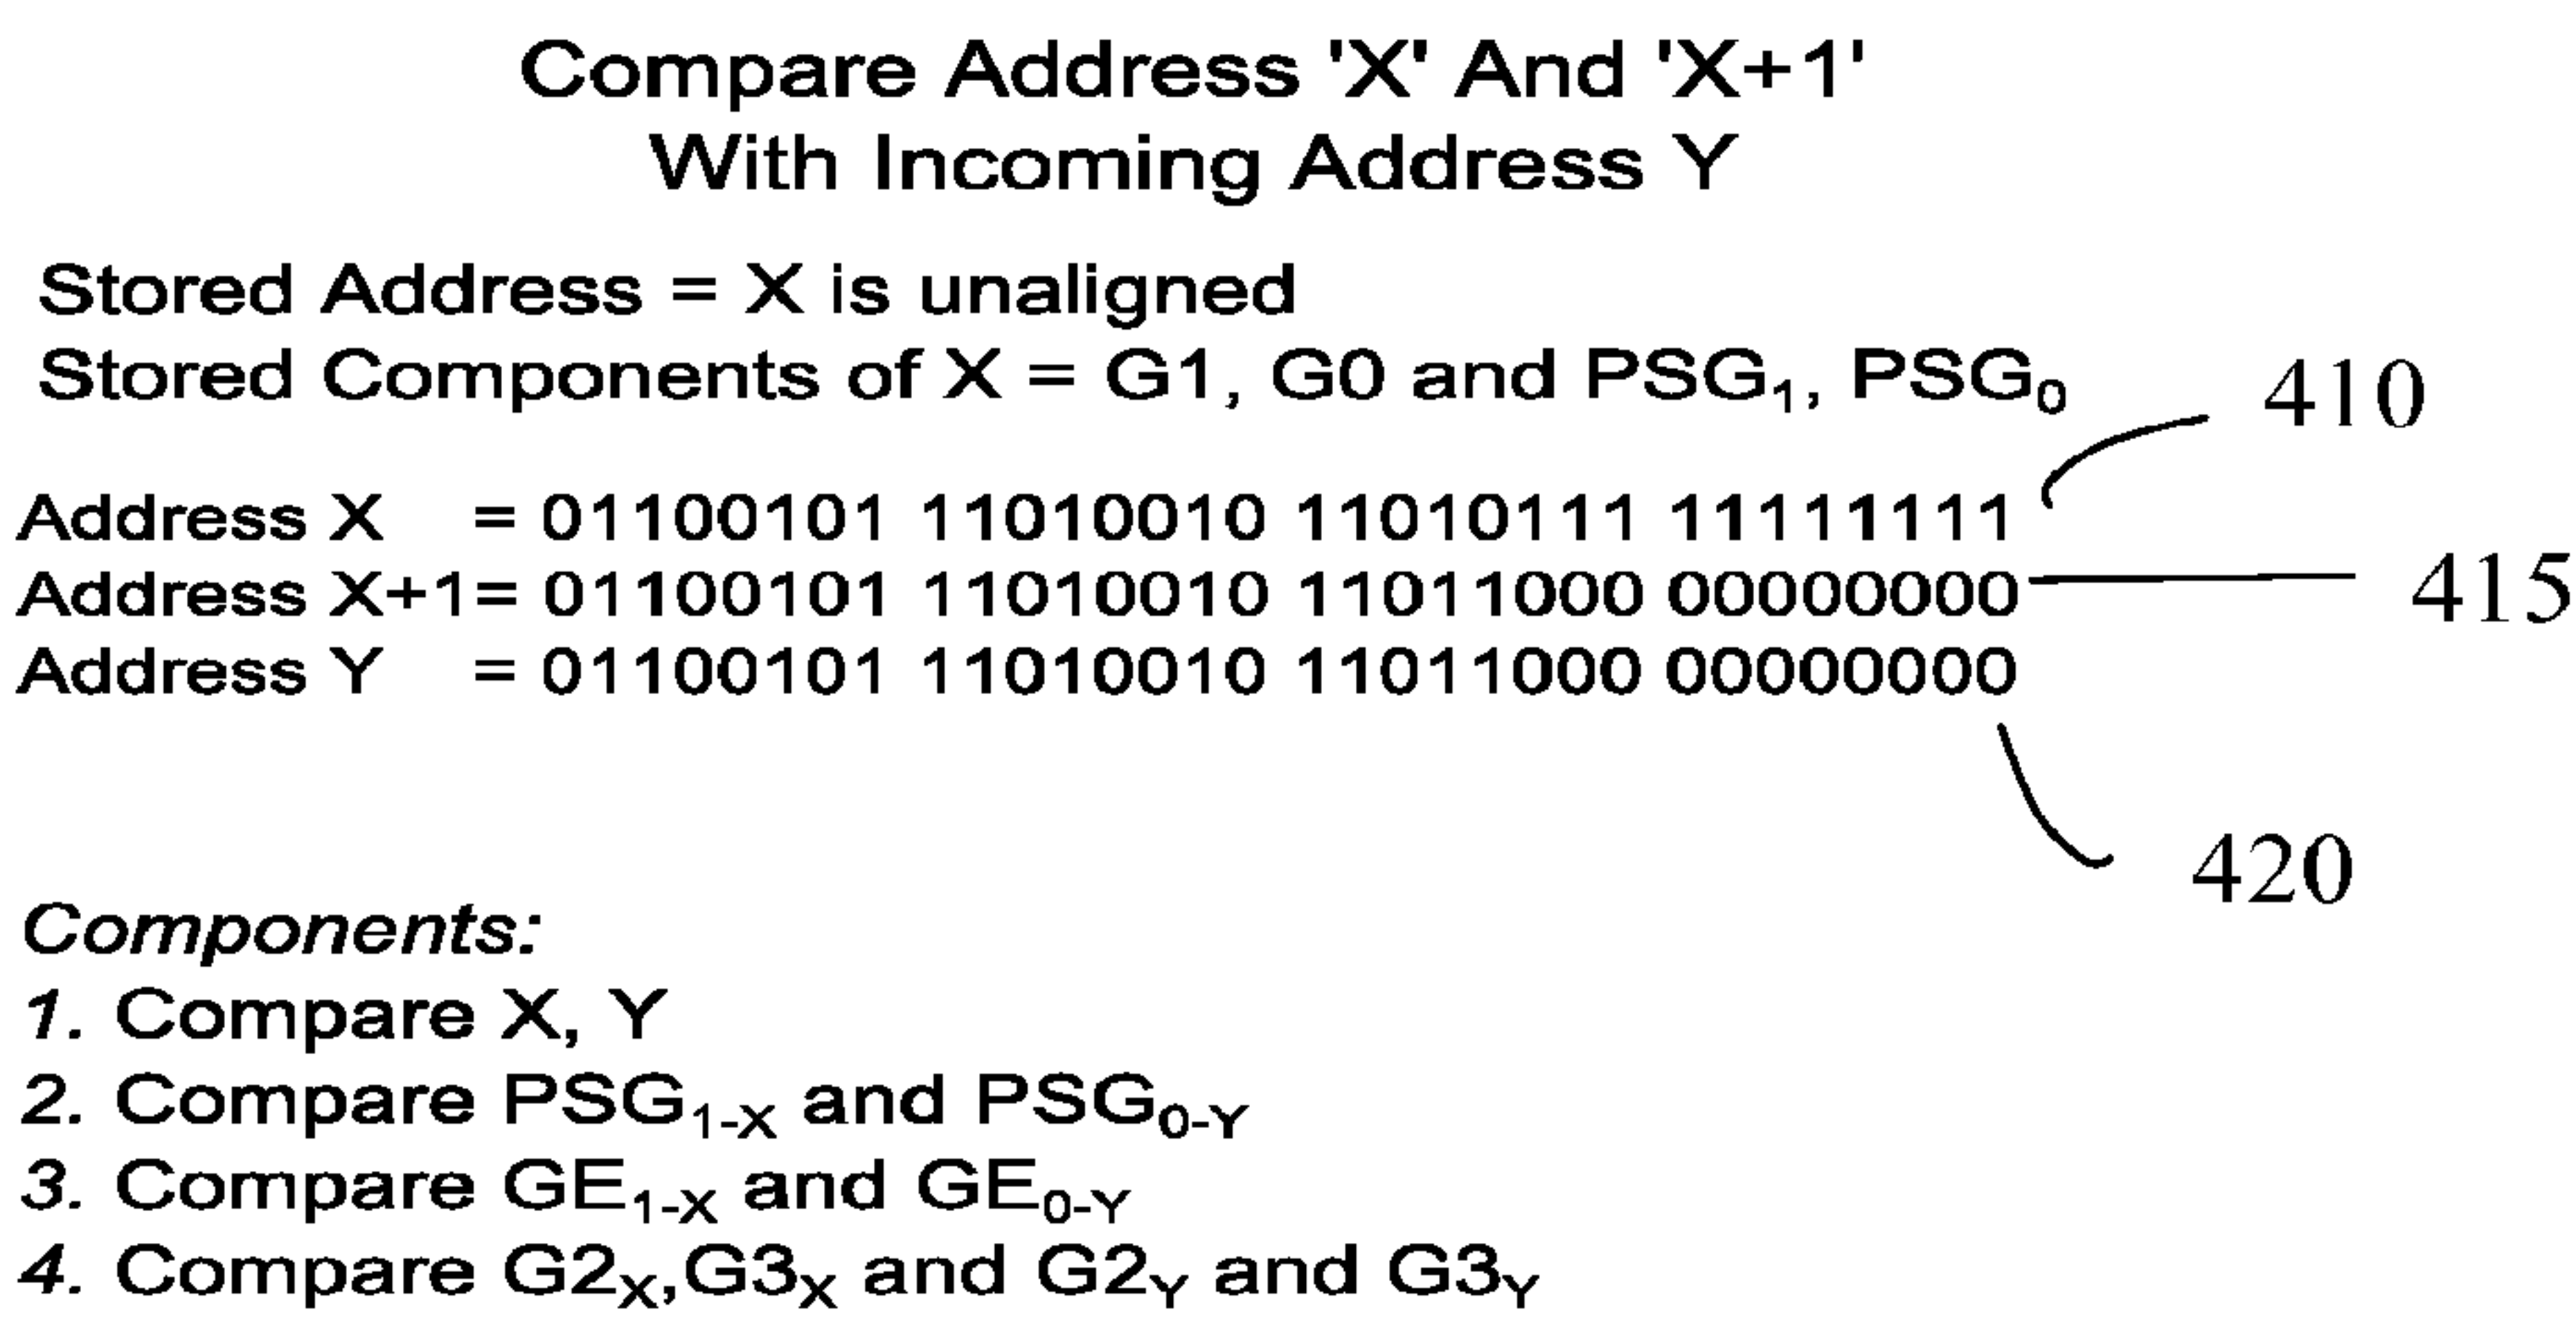 Compare Address 'X' And 'X+1'
With Incoming Address Y
Stored Address = X is unaligned
Stored Components of X = G1, G0 and PSG₁, PSG₀
410
Address X = 01100101 11010010 11010111 11111111
Address X+1= 01100101 11010010 11011000 00000000
415
Address Y = 01100101 11010010 11011000 00000000
420
Components:
1. Compare X, Y
2. Compare PSG1-X and PSG0-Y
3. Compare GE1-X and GE0-Y
4. Compare G2X,G3X and G2Y and G3Y